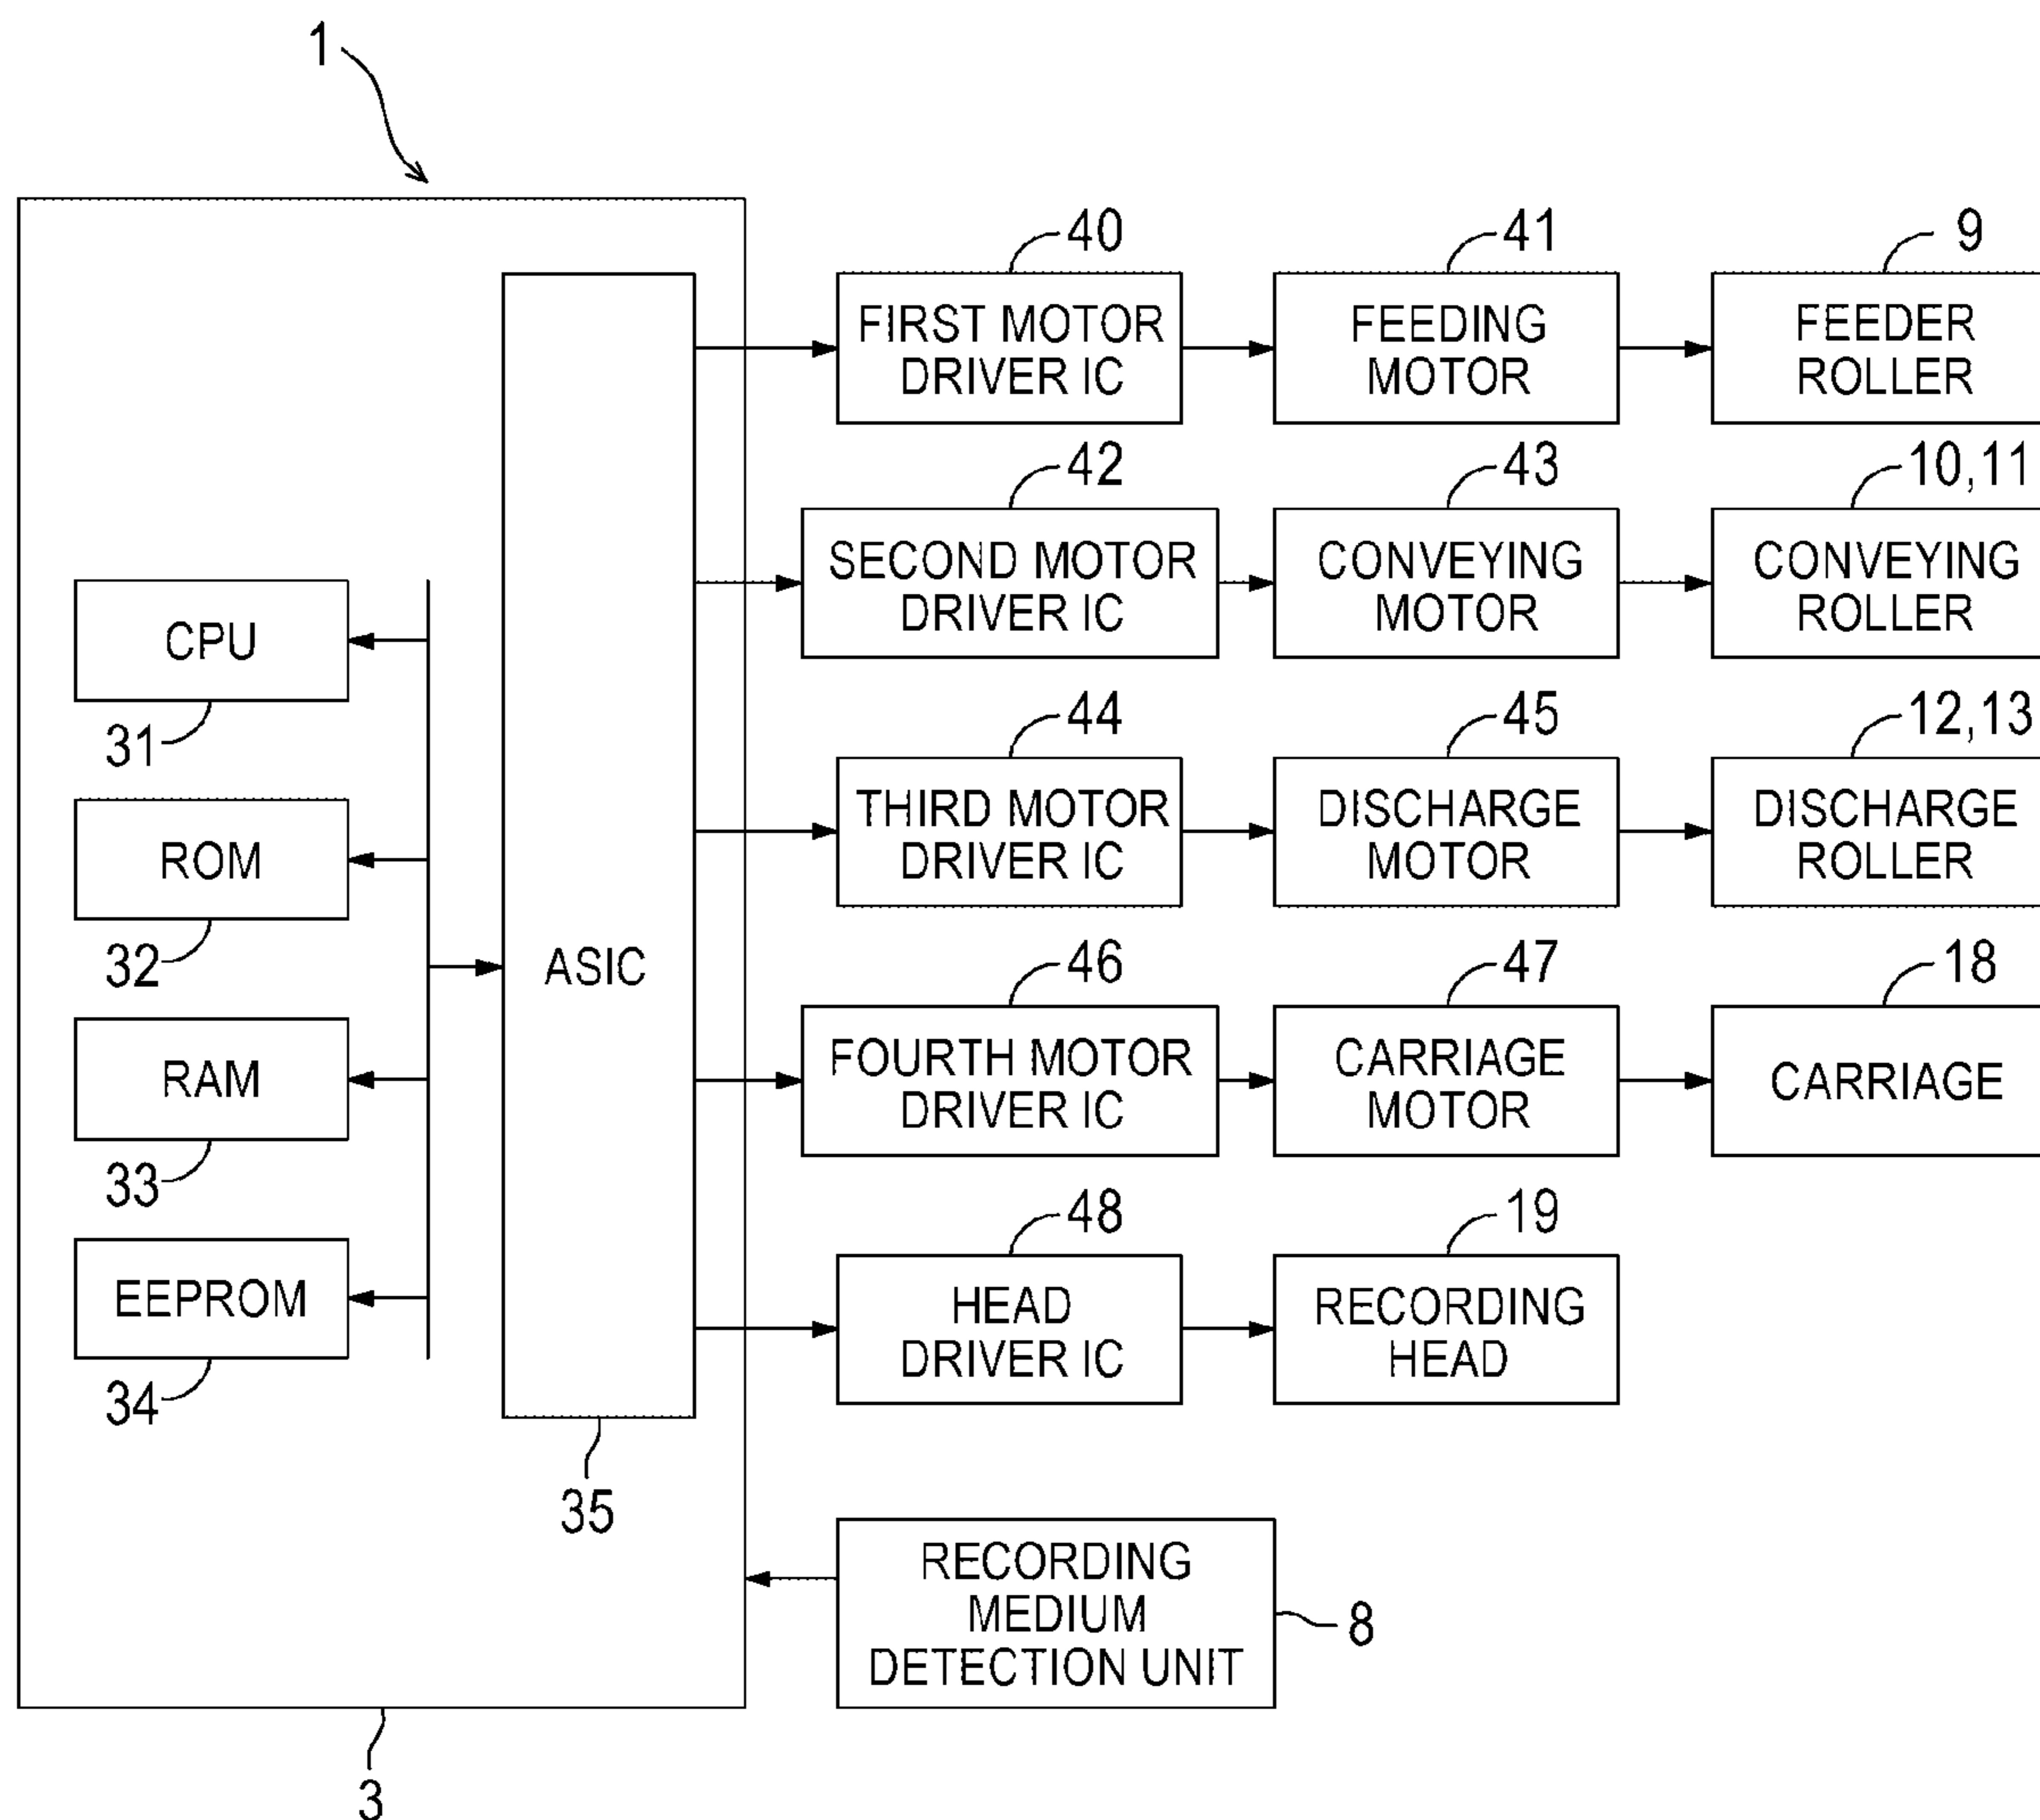 1
40
41
9
FIRST MOTOR
DRIVER IC
FEEDING
MOTOR
FEEDER
ROLLER
42
43
10,11
SECOND MOTOR
DRIVER IC
CONVEYING
MOTOR
CONVEYING
ROLLER
CPU
31
44
45
12,13
THIRD MOTOR
DRIVER IC
DISCHARGE
MOTOR
DISCHARGE
ROLLER
ROM
32
ASIC
46
47
18
FOURTH MOTOR
DRIVER IC
CARRIAGE
MOTOR
CARRIAGE
RAM
33
48
19
HEAD
DRIVER IC
RECORDING
HEAD
EEPROM
34
35
RECORDING
MEDIUM
DETECTION UNIT
8
3